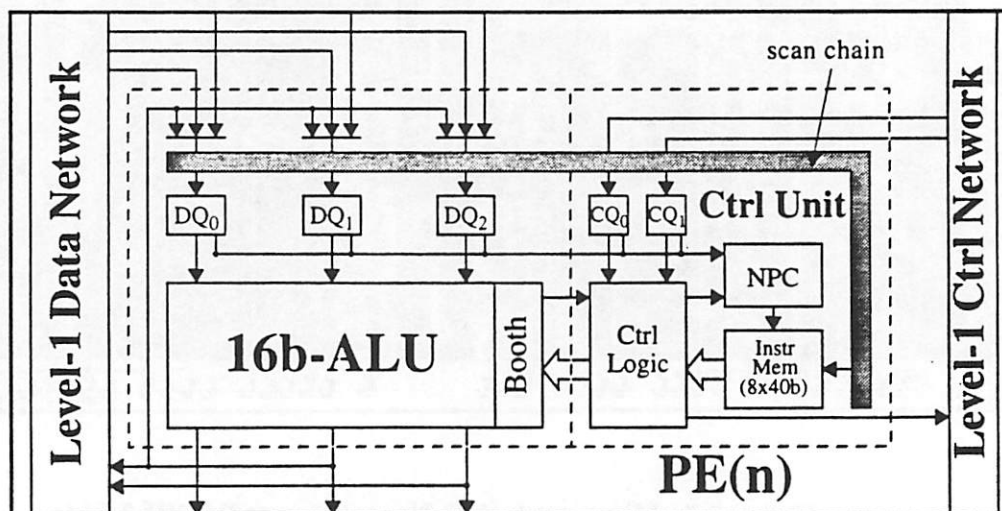 scan chain
Level-1 Data Network
Level-1 Ctrl Network
DQ0
DQ1
DQ2
CQ0
CQ1
Ctrl Unit
NPC
16b-ALU
Booth
Ctrl
Logic
Instr
Mem
(8x40b)
PE(n)